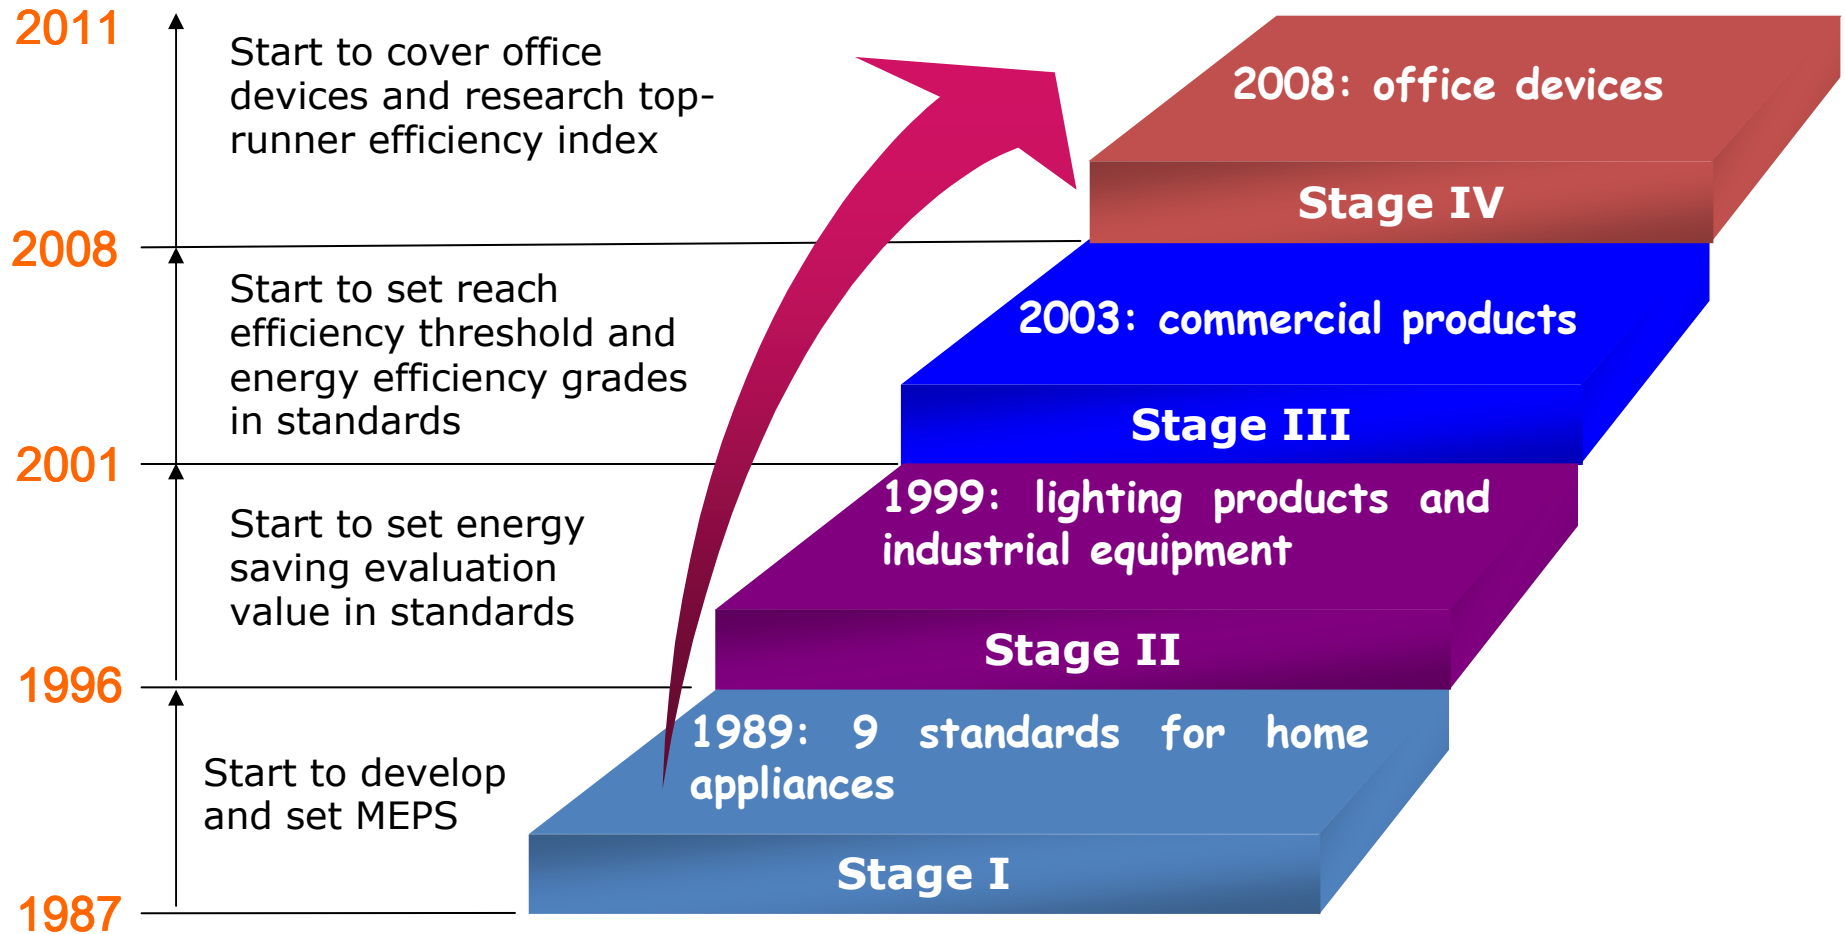 2011
Start to cover office
devices and research top-
runner efficiency index
2008: office devices
Stage IV
2008
Start to set reach
efficiency threshold and
energy efficiency grades
in standards
2003: commercial products
Stage III
2001
Start to set energy
saving evaluation
value in standards
1999: lighting products and
industrial equipment
Stage II
1996
Start to develop
and set MEPS
1989: 9 standards for home
appliances
Stage I
1987